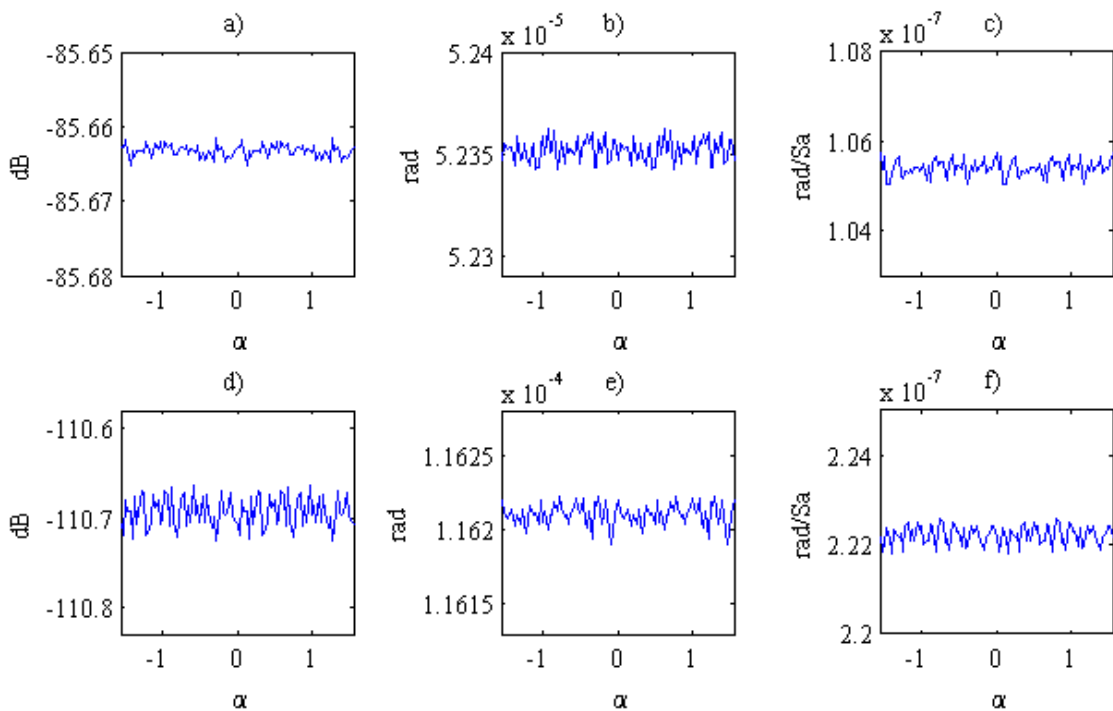 a)
-85.65
-85.66
-85.67
-85.68
dB
-1 0 1
α
b)
x 10^-5
5.24
5.235
5.23
rad
-1 0 1
α
c)
x 10^-7
1.08
1.06
1.04
rad/Sa
-1 0 1
α
d)
-110.6
-110.7
-110.8
dB
-1 0 1
α
e)
x 10^-4
1.1625
1.162
1.1615
rad
-1 0 1
α
f)
x 10^-7
2.24
2.22
2.2
rad/Sa
-1 0 1
α